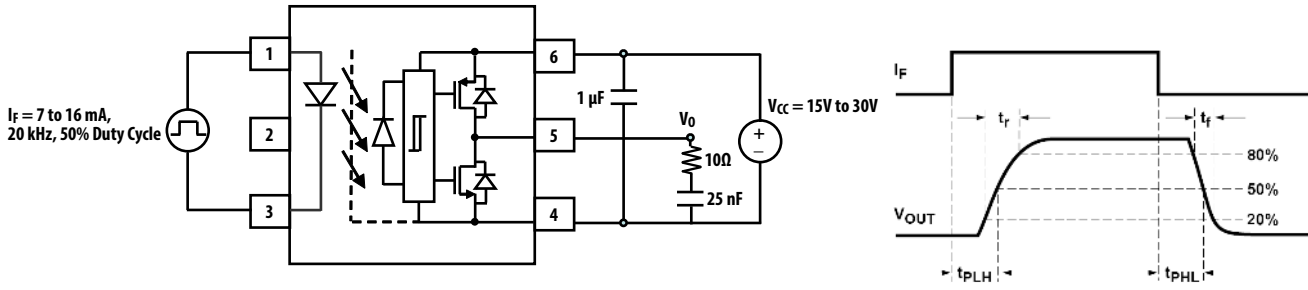 I_F = 7 to 16 mA,
20 kHz, 50% Duty Cycle
1
2
3
6
5
4
1 µF
V_O
10Ω
25 nF
V_CC = 15V to 30V
+
–
I_F
t_r
t_f
80%
50%
20%
V_OUT
t_PLH
t_PHL